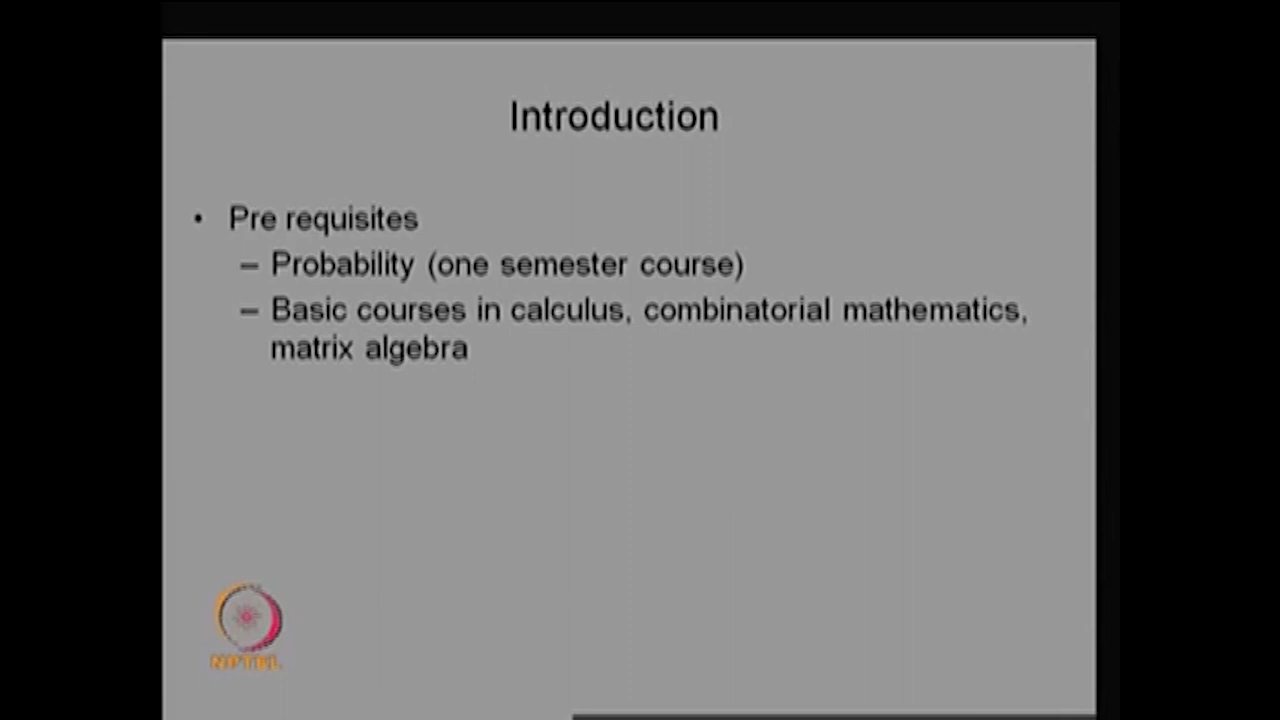 Introduction
• Pre requisites
– Probability (one semester course)
– Basic courses in calculus, combinatorial mathematics,
matrix algebra
NPTEL